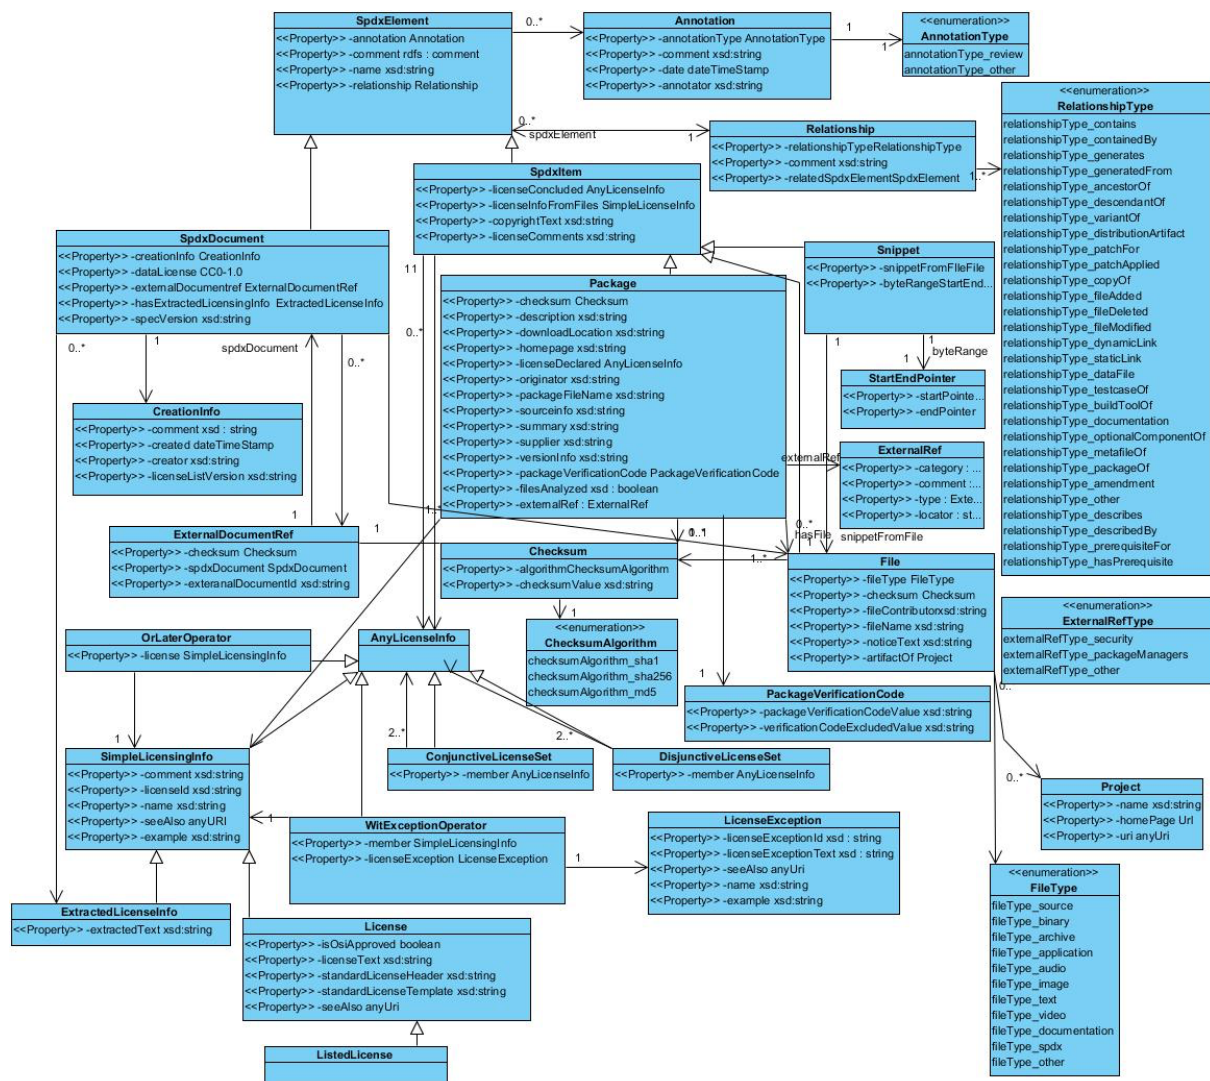 SpdxElement
<<Property>> -annotation Annotation
<<Property>> -comment rdfs : comment
<<Property>> -name xsd:string
<<Property>> -relationship Relationship
0..*
1
Annotation
<<Property>> -annotationType AnnotationType
<<Property>> -comment xsd:string
<<Property>> -date dateTimeStamp
<<Property>> -annotator xsd:string
1
1
<<enumeration>>
AnnotationType
annotationType_review
annotationType_other
0..*
spdxElement
1
Relationship
<<Property>> -relationshipTypeRelationshipType
<<Property>> -comment xsd:string
<<Property>> -relatedSpdxElementSpdxElement
1..*
<<enumeration>>
RelationshipType
relationshipType_contains
relationshipType_containedBy
relationshipType_generates
relationshipType_generatedFrom
relationshipType_ancestorOf
relationshipType_descendantOf
relationshipType_variantOf
relationshipType_distributionArtifact
relationshipType_patchFor
relationshipType_patchApplied
relationshipType_copyOf
relationshipType_fileAdded
relationshipType_fileDeleted
relationshipType_fileModified
relationshipType_dynamicLink
relationshipType_staticLink
relationshipType_dataFile
relationshipType_testcaseOf
relationshipType_buildToolOf
relationshipType_documentation
relationshipType_optionalComponentOf
relationshipType_metafileOf
relationshipType_packageOf
relationshipType_amendment
relationshipType_other
relationshipType_describes
relationshipType_describedBy
relationshipType_prerequisiteFor
relationshipType_hasPrerequisite
SpdxItem
<<Property>> -licenseConcluded AnyLicenseInfo
<<Property>> -licenseInfoFromFiles SimpleLicenseInfo
<<Property>> -copyrightText xsd:string
<<Property>> -licenseComments xsd:string
11
0..*
SpdxDocument
<<Property>> -creationInfo CreationInfo
<<Property>> -dataLicense CC0-1.0
<<Property>> -externalDocumentref ExternalDocumentRef
<<Property>> -hasExtractedLicensingInfo ExtractedLicenseInfo
<<Property>> -specVersion xsd:string
0..*
1
spdxDocument
1
0..*
Snippet
<<Property>> -snippetFromFIleFile
<<Property>> -byteRangeStartEnd...
1
1
1
byteRange
Package
<<Property>> -checksum Checksum
<<Property>> -description xsd:string
<<Property>> -downloadLocation xsd:string
<<Property>> -homepage xsd:string
<<Property>> -licenseDeclared AnyLicenseInfo
<<Property>> -originator xsd:string
<<Property>> -packageFileName xsd:string
<<Property>> -sourceinfo xsd:string
<<Property>> -summary xsd:string
<<Property>> -supplier xsd:string
<<Property>> -versionInfo xsd:string
<<Property>> -packageVerificationCode PackageVerificationCode
<<Property>> -filesAnalyzed xsd : boolean
<<Property>> -externalRef : ExternalRef
externalRef
StartEndPointer
<<Property>> -startPointe...
<<Property>> -endPointer
ExternalRef
<<Property>> -category : ...
<<Property>> -comment :...
<<Property>> -type : Exte...
<<Property>> -locator : st...
CreationInfo
<<Property>> -comment xsd : string
<<Property>> -created dateTimeStamp
<<Property>> -creator xsd:string
<<Property>> -licenseListVersion xsd:string
1..*
0..*
hasFile
1
snippetFromFile
ExternalDocumentRef
<<Property>> -checksum Checksum
<<Property>> -spdxDocument SpdxDocument
<<Property>> -exteranalDocumentId xsd:string
1
1
Checksum
<<Property>> -algorithmChecksumAlgorithm
<<Property>> -checksumValue xsd:string
1..*
1
File
<<Property>> -fileType FileType
<<Property>> -checksum Checksum
<<Property>> -fileContributorxsd:string
<<Property>> -fileName xsd:string
<<Property>> -noticeText xsd:string
<<Property>> -artifactOf Project
<<enumeration>>
ChecksumAlgorithm
checksumAlgorithm_sha1
checksumAlgorithm_sha256
checksumAlgorithm_md5
<<enumeration>>
ExternalRefType
externalRefType_security
externalRefType_packageManagers
externalRefType_other
OrLaterOperator
<<Property>> -license SimpleLicensingInfo
1
AnyLicenseInfo
1
PackageVerificationCode
<<Property>> -packageVerificationCodeValue xsd:string
<<Property>> -verificationCodeExcludedValue xsd:string
0..
0..*
2..*
2..*
SimpleLicensingInfo
<<Property>> -comment xsd:string
<<Property>> -licenseId xsd:string
<<Property>> -name xsd:string
<<Property>> -seeAlso anyURI
<<Property>> -example xsd:string
ConjunctiveLicenseSet
<<Property>> -member AnyLicenseInfo
DisjunctiveLicenseSet
<<Property>> -member AnyLicenseInfo
Project
<<Property>> -name xsd:string
<<Property>> -homePage Url
<<Property>> -uri anyUri
1
WitExceptionOperator
<<Property>> -member SimpleLicensingInfo
<<Property>> -licenseException LicenseException
1
LicenseException
<<Property>> -licenseExceptionId xsd : string
<<Property>> -licenseExceptionText xsd : string
<<Property>> -seeAlso anyUri
<<Property>> -name xsd:string
<<Property>> -example xsd:string
<<enumeration>>
FileType
fileType_source
fileType_binary
fileType_archive
fileType_application
fileType_audio
fileType_image
fileType_text
fileType_video
fileType_documentation
fileType_spdx
fileType_other
ExtractedLicenseInfo
<<Property>> -extractedText xsd:string
License
<<Property>> -isOsiApproved boolean
<<Property>> -licenseText xsd:string
<<Property>> -standardLicenseHeader xsd:string
<<Property>> -standardLicenseTemplate xsd:string
<<Property>> -seeAlso anyUri
ListedLicense